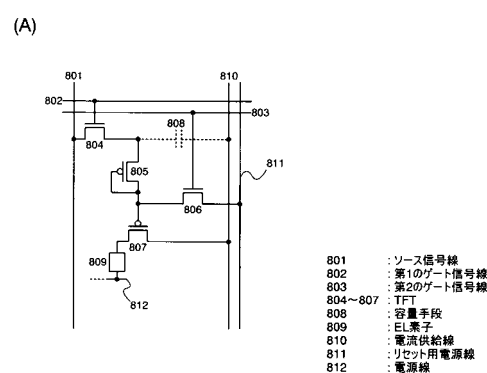 (A)
801
810
802
803
808
804
805
811
806
807
809
812
801 : ソース信号線
802 : 第1のゲート信号線
803 : 第2のゲート信号線
804～807 : TFT
808 : 容量手段
809 : EL素子
810 : 電流供給線
811 : リセット用電源線
812 : 電源線